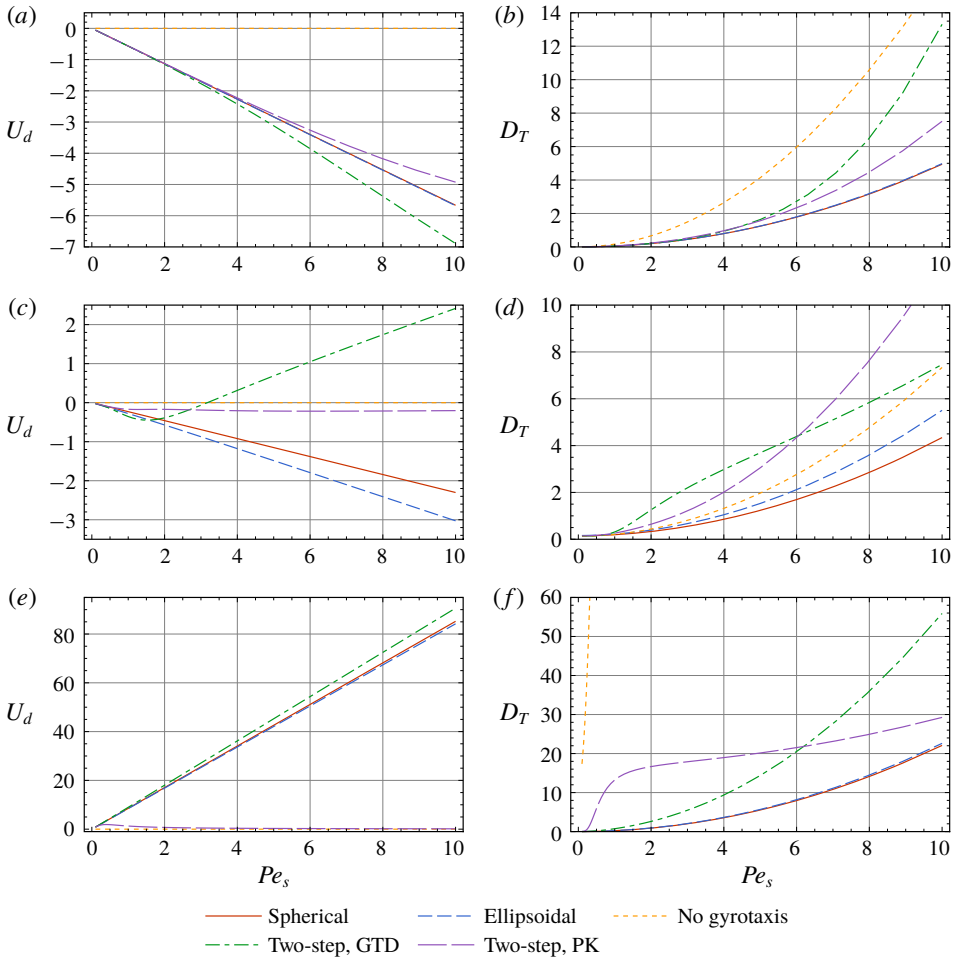 (a)
0
−1
−2
−3
−4
−5
−6
−7
U_d
0 2 4 6 8 10
(b)
14
12
10
8
6
4
2
0
D_T
0 2 4 6 8 10
(c)
2
1
0
−1
−2
−3
U_d
0 2 4 6 8 10
(d)
10
8
6
4
2
0
D_T
0 2 4 6 8 10
(e)
80
60
40
20
0
U_d
0 2 4 6 8 10
Pe_s
(f)
60
50
40
30
20
10
0
D_T
0 2 4 6 8 10
Pe_s
Spherical Ellipsoidal No gyrotaxis
Two-step, GTD Two-step, PK